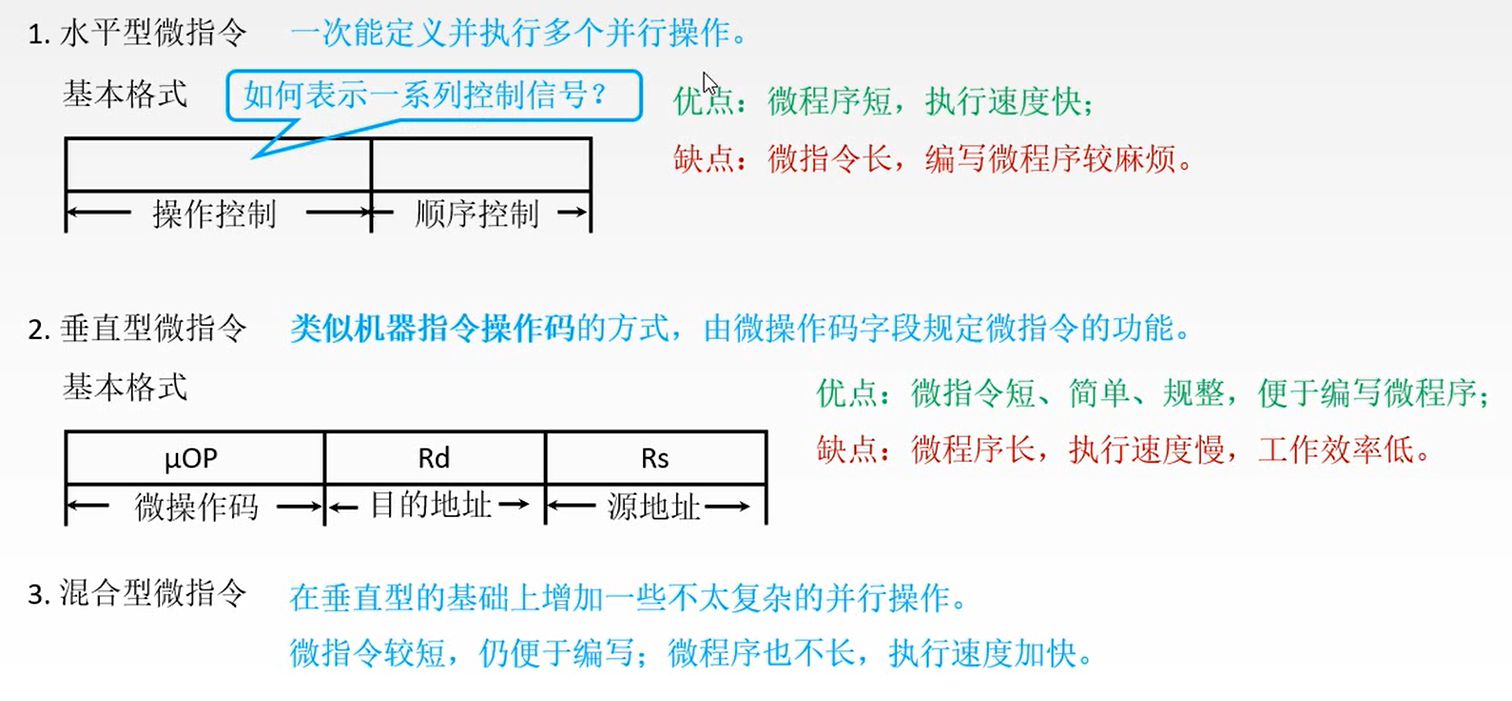 1. 水平型微指令 一次能定义并执行多个并行操作。
基本格式 如何表示一系列控制信号？ 优点：微程序短，执行速度快；
缺点：微指令长，编写微程序较麻烦。
操作控制 顺序控制
2. 垂直型微指令 类似机器指令操作码的方式，由微操作码字段规定微指令的功能。
基本格式 优点：微指令短、简单、规整，便于编写微程序；
缺点：微程序长，执行速度慢，工作效率低。
μOP Rd Rs
微操作码 目的地址 源地址
3. 混合型微指令 在垂直型的基础上增加一些不太复杂的并行操作。
微指令较短，仍便于编写；微程序也不长，执行速度加快。